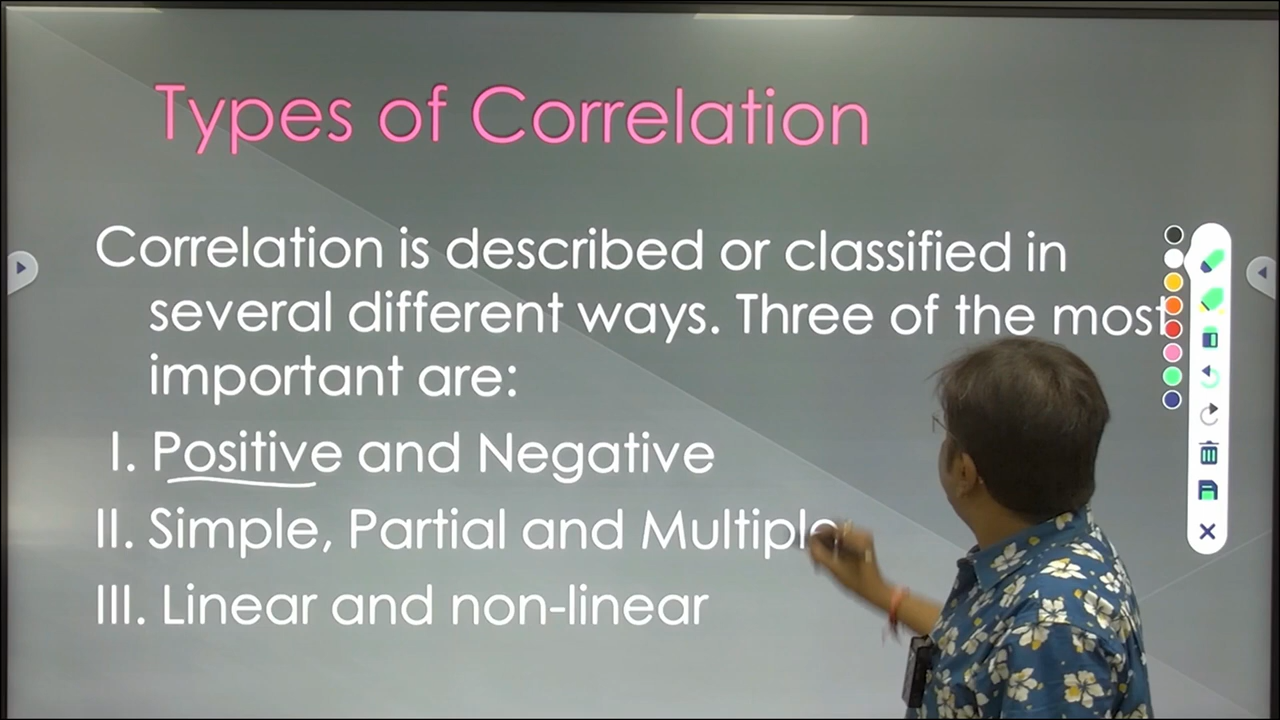 Types of Correlation
Correlation is described or classified in
several different ways. Three of the most
important are:
I. Positive and Negative
II. Simple, Partial and Multiple
III. Linear and non-linear